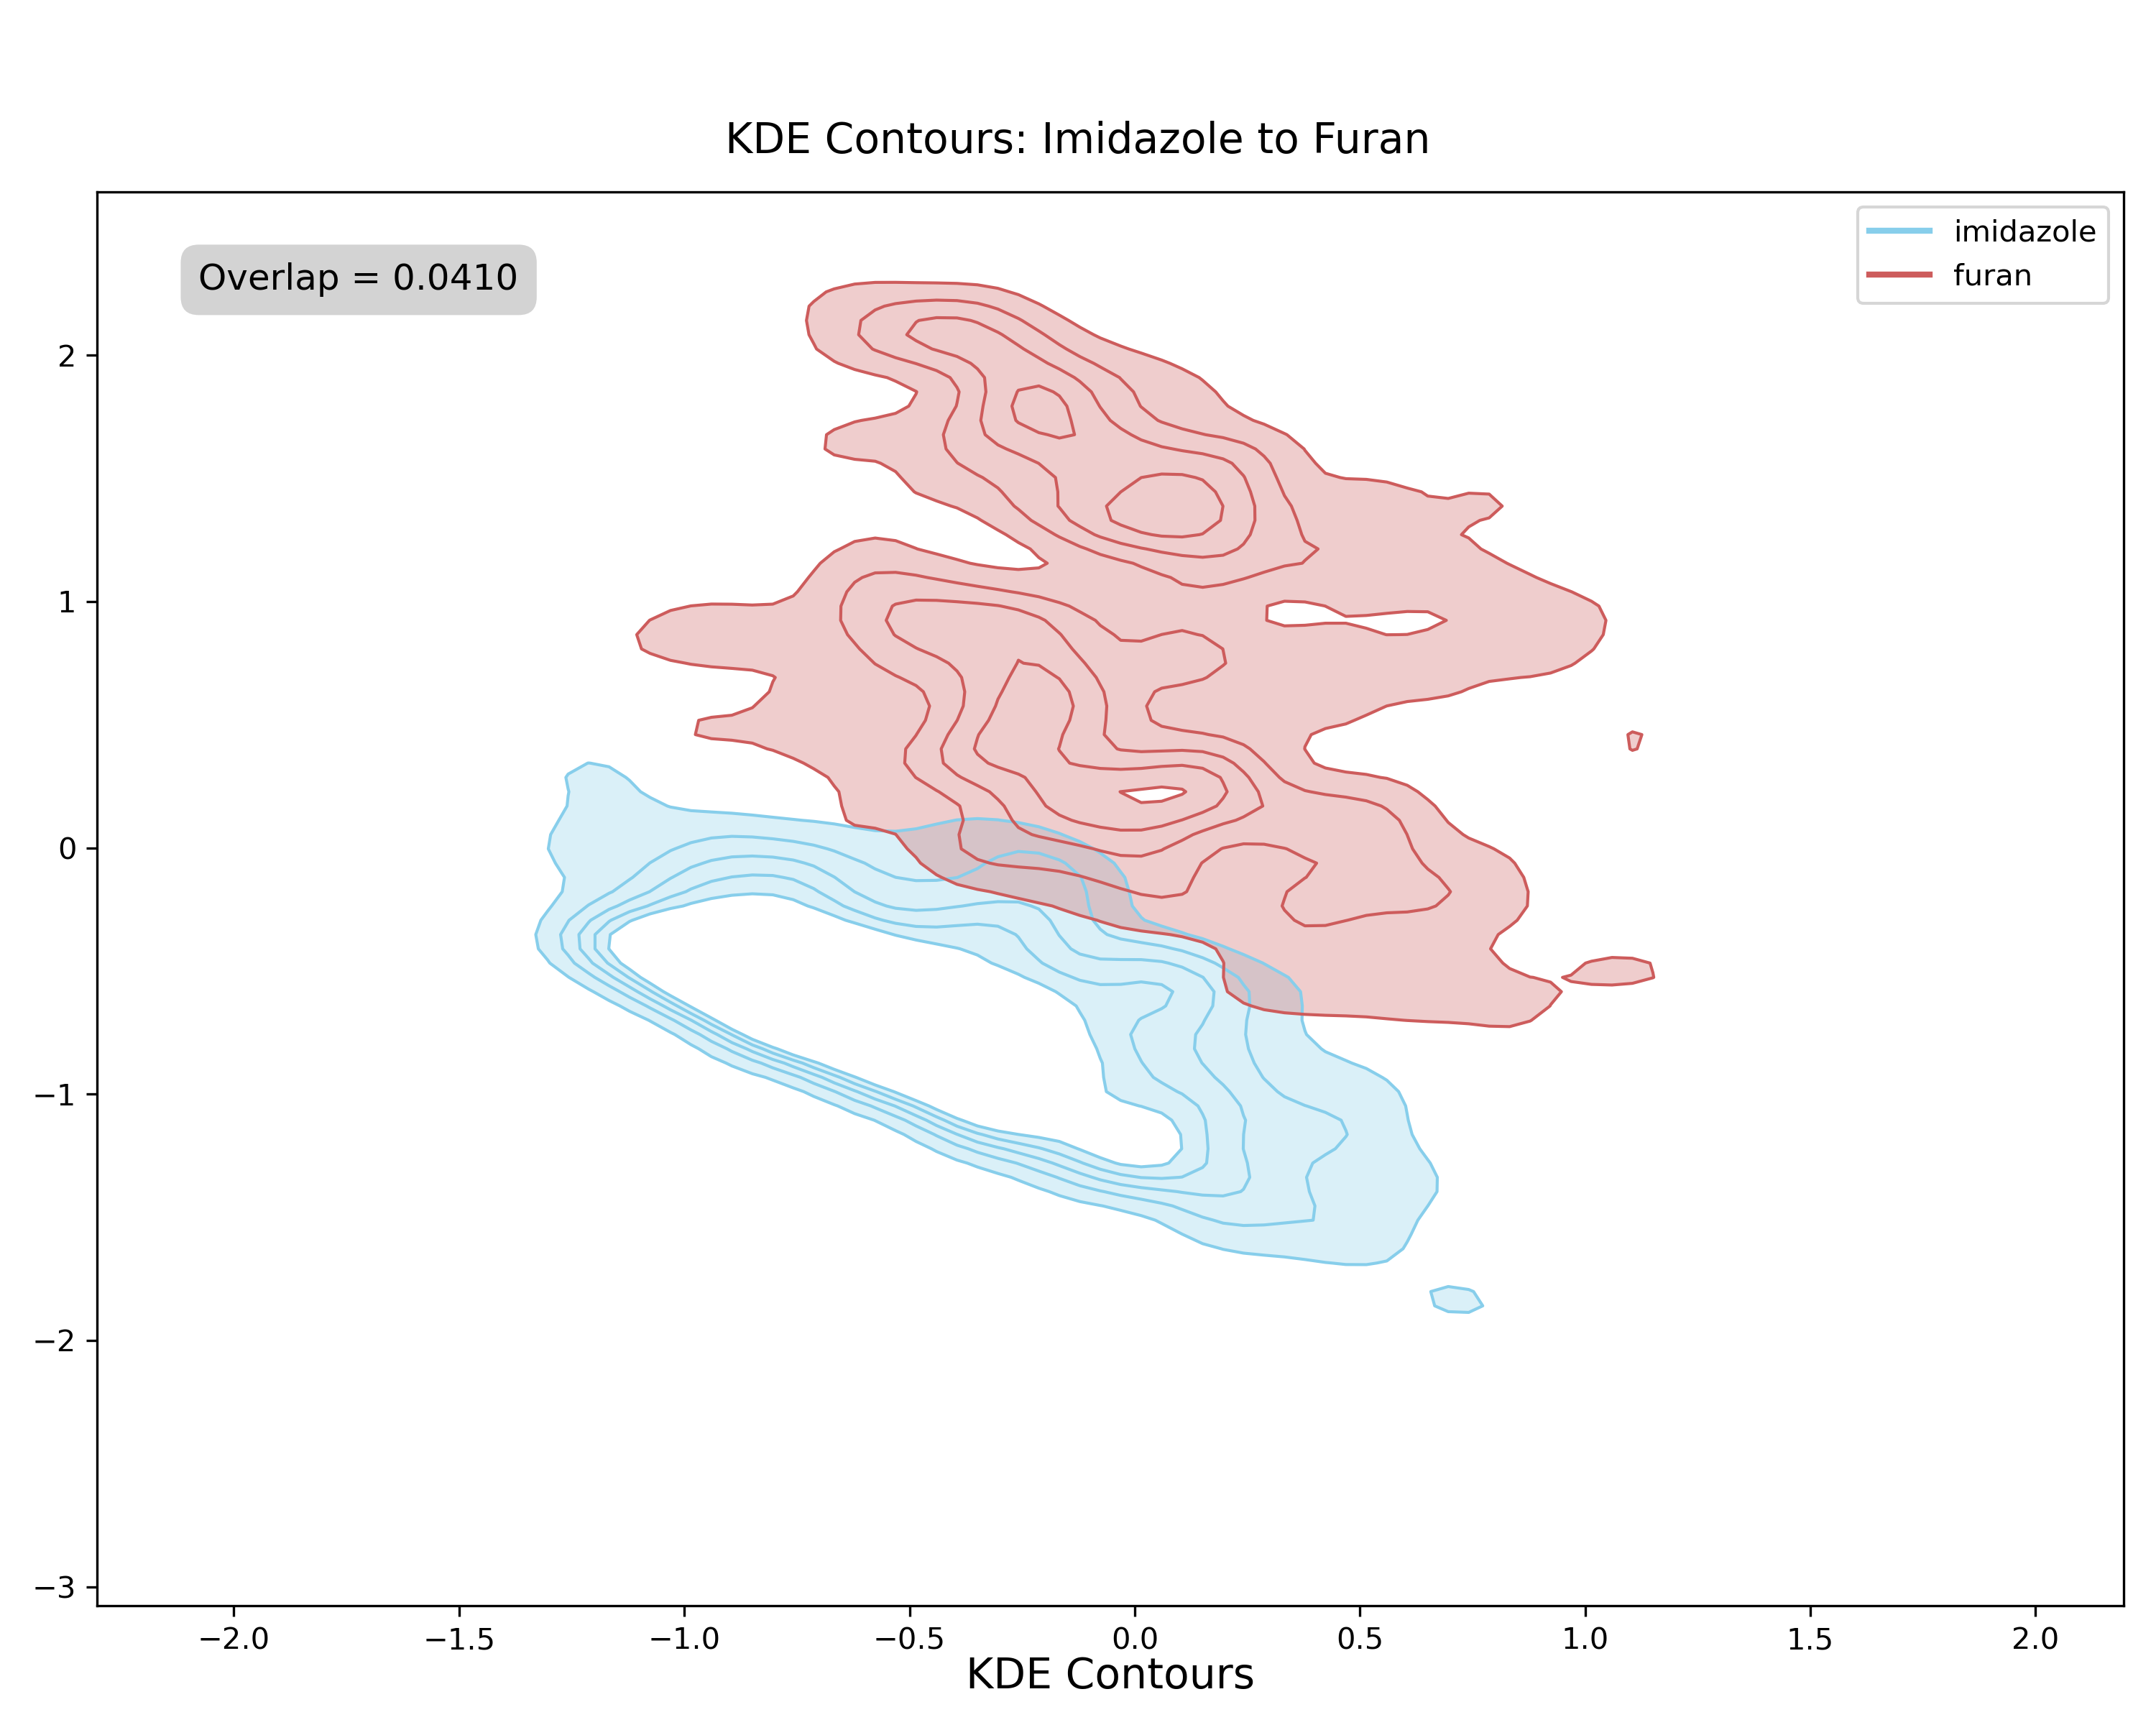 KDE Contours: Imidazole to Furan
Overlap = 0.0410
imidazole
furan
2
1
0
−1
−2
−3
−2.0 −1.5 −1.0 −0.5 0.0 0.5 1.0 1.5 2.0
KDE Contours